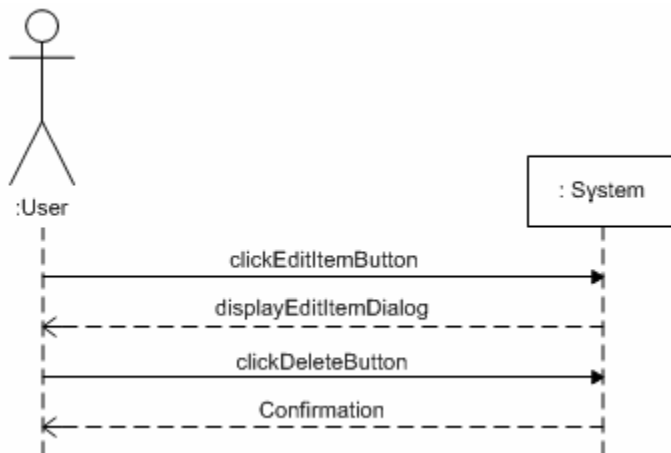 :User
: System
clickEditItemButton
displayEditItemDialog
clickDeleteButton
Confirmation